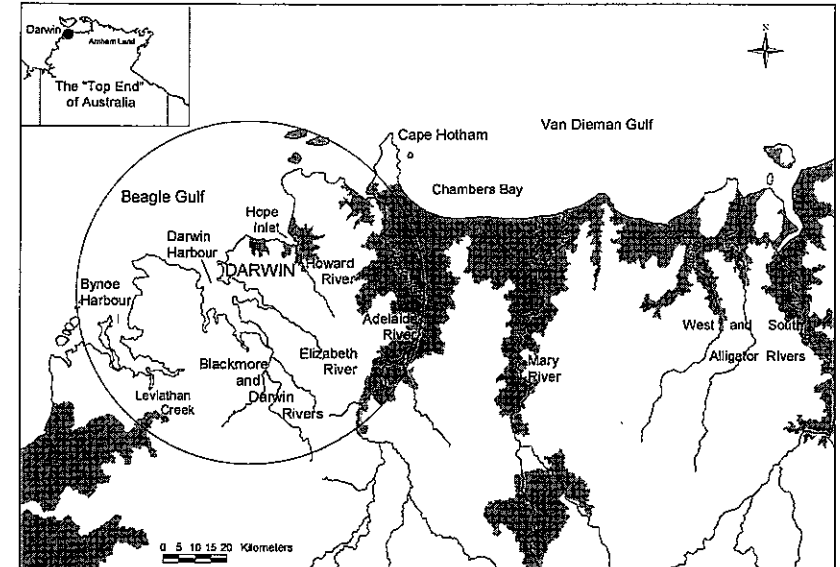 Darwin
Arnhem Land
The "Top End"
of Australia
N
Cape Hotham
Van Dieman Gulf
Chambers Bay
Beagle Gulf
Hope
Inlet
Darwin
Harbour
DARWIN
Howard
River
Bynoe
Harbour
Adelaide
River
West and South
Alligator Rivers
Elizabeth
River
Mary
River
Blackmore
and
Darwin
Rivers
Leviathan
Creek
0 5 10 15 20 Kilometers